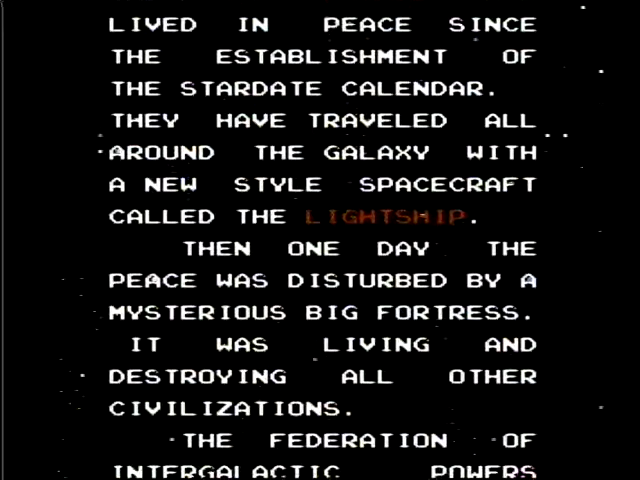 LIVED IN PEACE SINCE
THE ESTABLISHMENT OF
THE STARDATE CALENDAR.
THEY HAVE TRAVELED ALL
AROUND THE GALAXY WITH
A NEW STYLE SPACECRAFT
CALLED THE LIGHTSHIP.
THEN ONE DAY THE
PEACE WAS DISTURBED BY A
MYSTERIOUS BIG FORTRESS.
IT WAS LIVING AND
DESTROYING ALL OTHER
CIVILIZATIONS.
THE FEDERATION OF
INTERGALACTIC POWERS